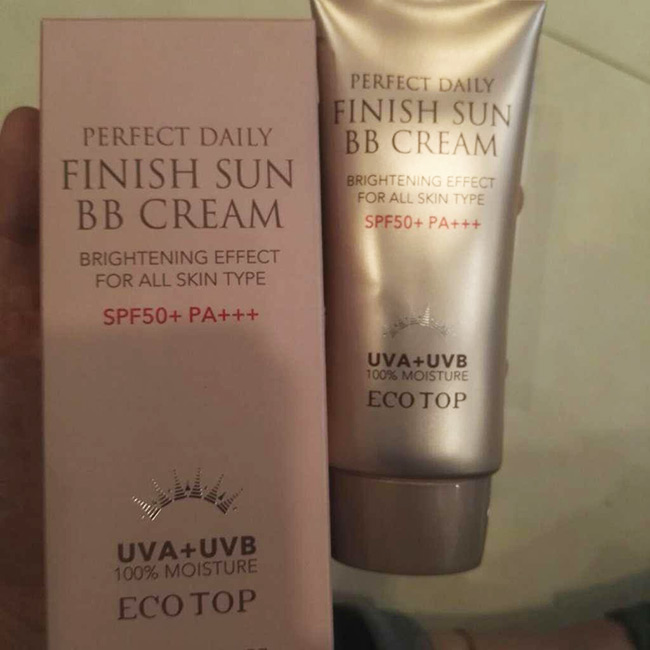 PERFECT DAILY
FINISH SUN
BB CREAM
BRIGHTENING EFFECT
FOR ALL SKIN TYPE
SPF50+ PA+++
UVA+UVB
100% MOISTURE
ECO TOP
PERFECT DAILY
FINISH SUN
BB CREAM
BRIGHTENING EFFECT
FOR ALL SKIN TYPE
SPF50+ PA+++
UVA+UVB
100% MOISTURE
ECO TOP